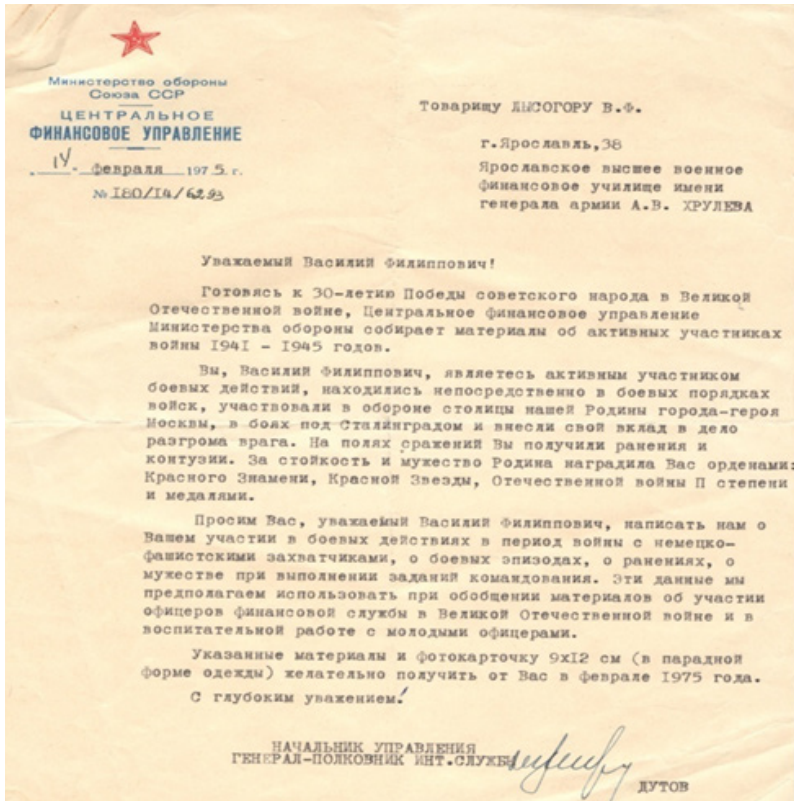 Министерство обороны
Союза ССР
ЦЕНТРАЛЬНОЕ
ФИНАНСОВОЕ УПРАВЛЕНИЕ
„14" февраля 1975 г.
№ I80/I4/6293
Товарищу ЛЫСОГОРУ В.Ф.
г.Ярославль,38
Ярославское высшее военное
финансовое училище имени
генерала армии А.В. ХРУЛЕВА
Уважаемый Василий Филиппович!
Готовясь к 30-летию Победы советского народа в Великой
Отечественной войне, Центральное финансовое управление
Министерства обороны собирает материалы об активных участниках
войны I94I - I945 годов.
Вы, Василий Филиппович, являетесь активным участником
боевых действий, находились непосредственно в боевых порядках
войск, участвовали в обороне столицы нашей Родины города-героя
Москвы, в боях под Сталинградом и внесли свой вклад в дело
разгрома врага. На полях сражений Вы получили ранения и
контузии. За стойкость и мужество Родина наградила Вас орденами:
Красного Знамени, Красной Звезды, Отечественной войны П степени
и медалями.
Просим Вас, уважаемый Василий Филиппович, написать нам о
Вашем участии в боевых действиях в период войны с немецко-
фашистскими захватчиками, о боевых эпизодах, о ранениях, о
мужестве при выполнении заданий командования. Эти данные мы
предполагаем использовать при обобщении материалов об участии
офицеров финансовой службы в Великой Отечественной войне и в
воспитательной работе с молодыми офицерами.
Указанные материалы и фотокарточку 9х12 см (в парадной
форме одежды) желательно получить от Вас в феврале I975 года.
С глубоким уважением!
НАЧАЛЬНИК УПРАВЛЕНИЯ
ГЕНЕРАЛ-ПОЛКОВНИК ИНТ.СЛУЖБЫ
ДУТОВ